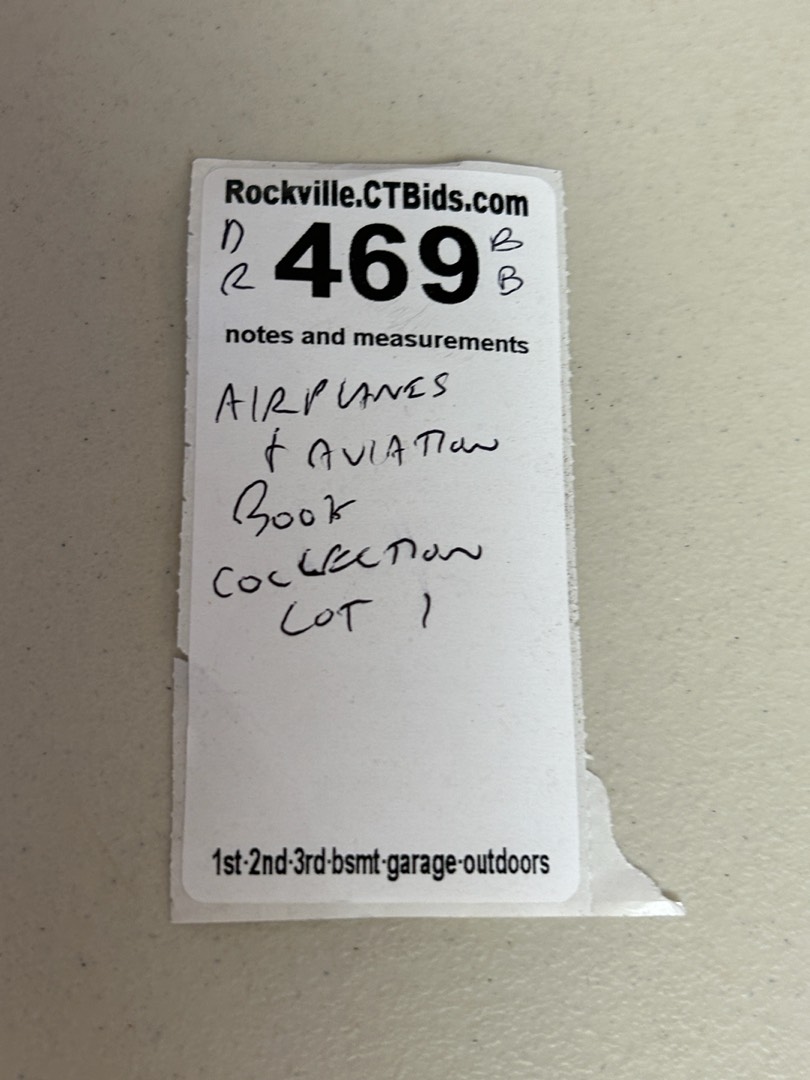 Rockville.CTBids.com
D 469 B
R B
notes and measurements
AIRPLANES
+ AVIATION
BOOK
COLLECTION
LOT 1
1st-2nd-3rd-bsmt-garage-outdoors